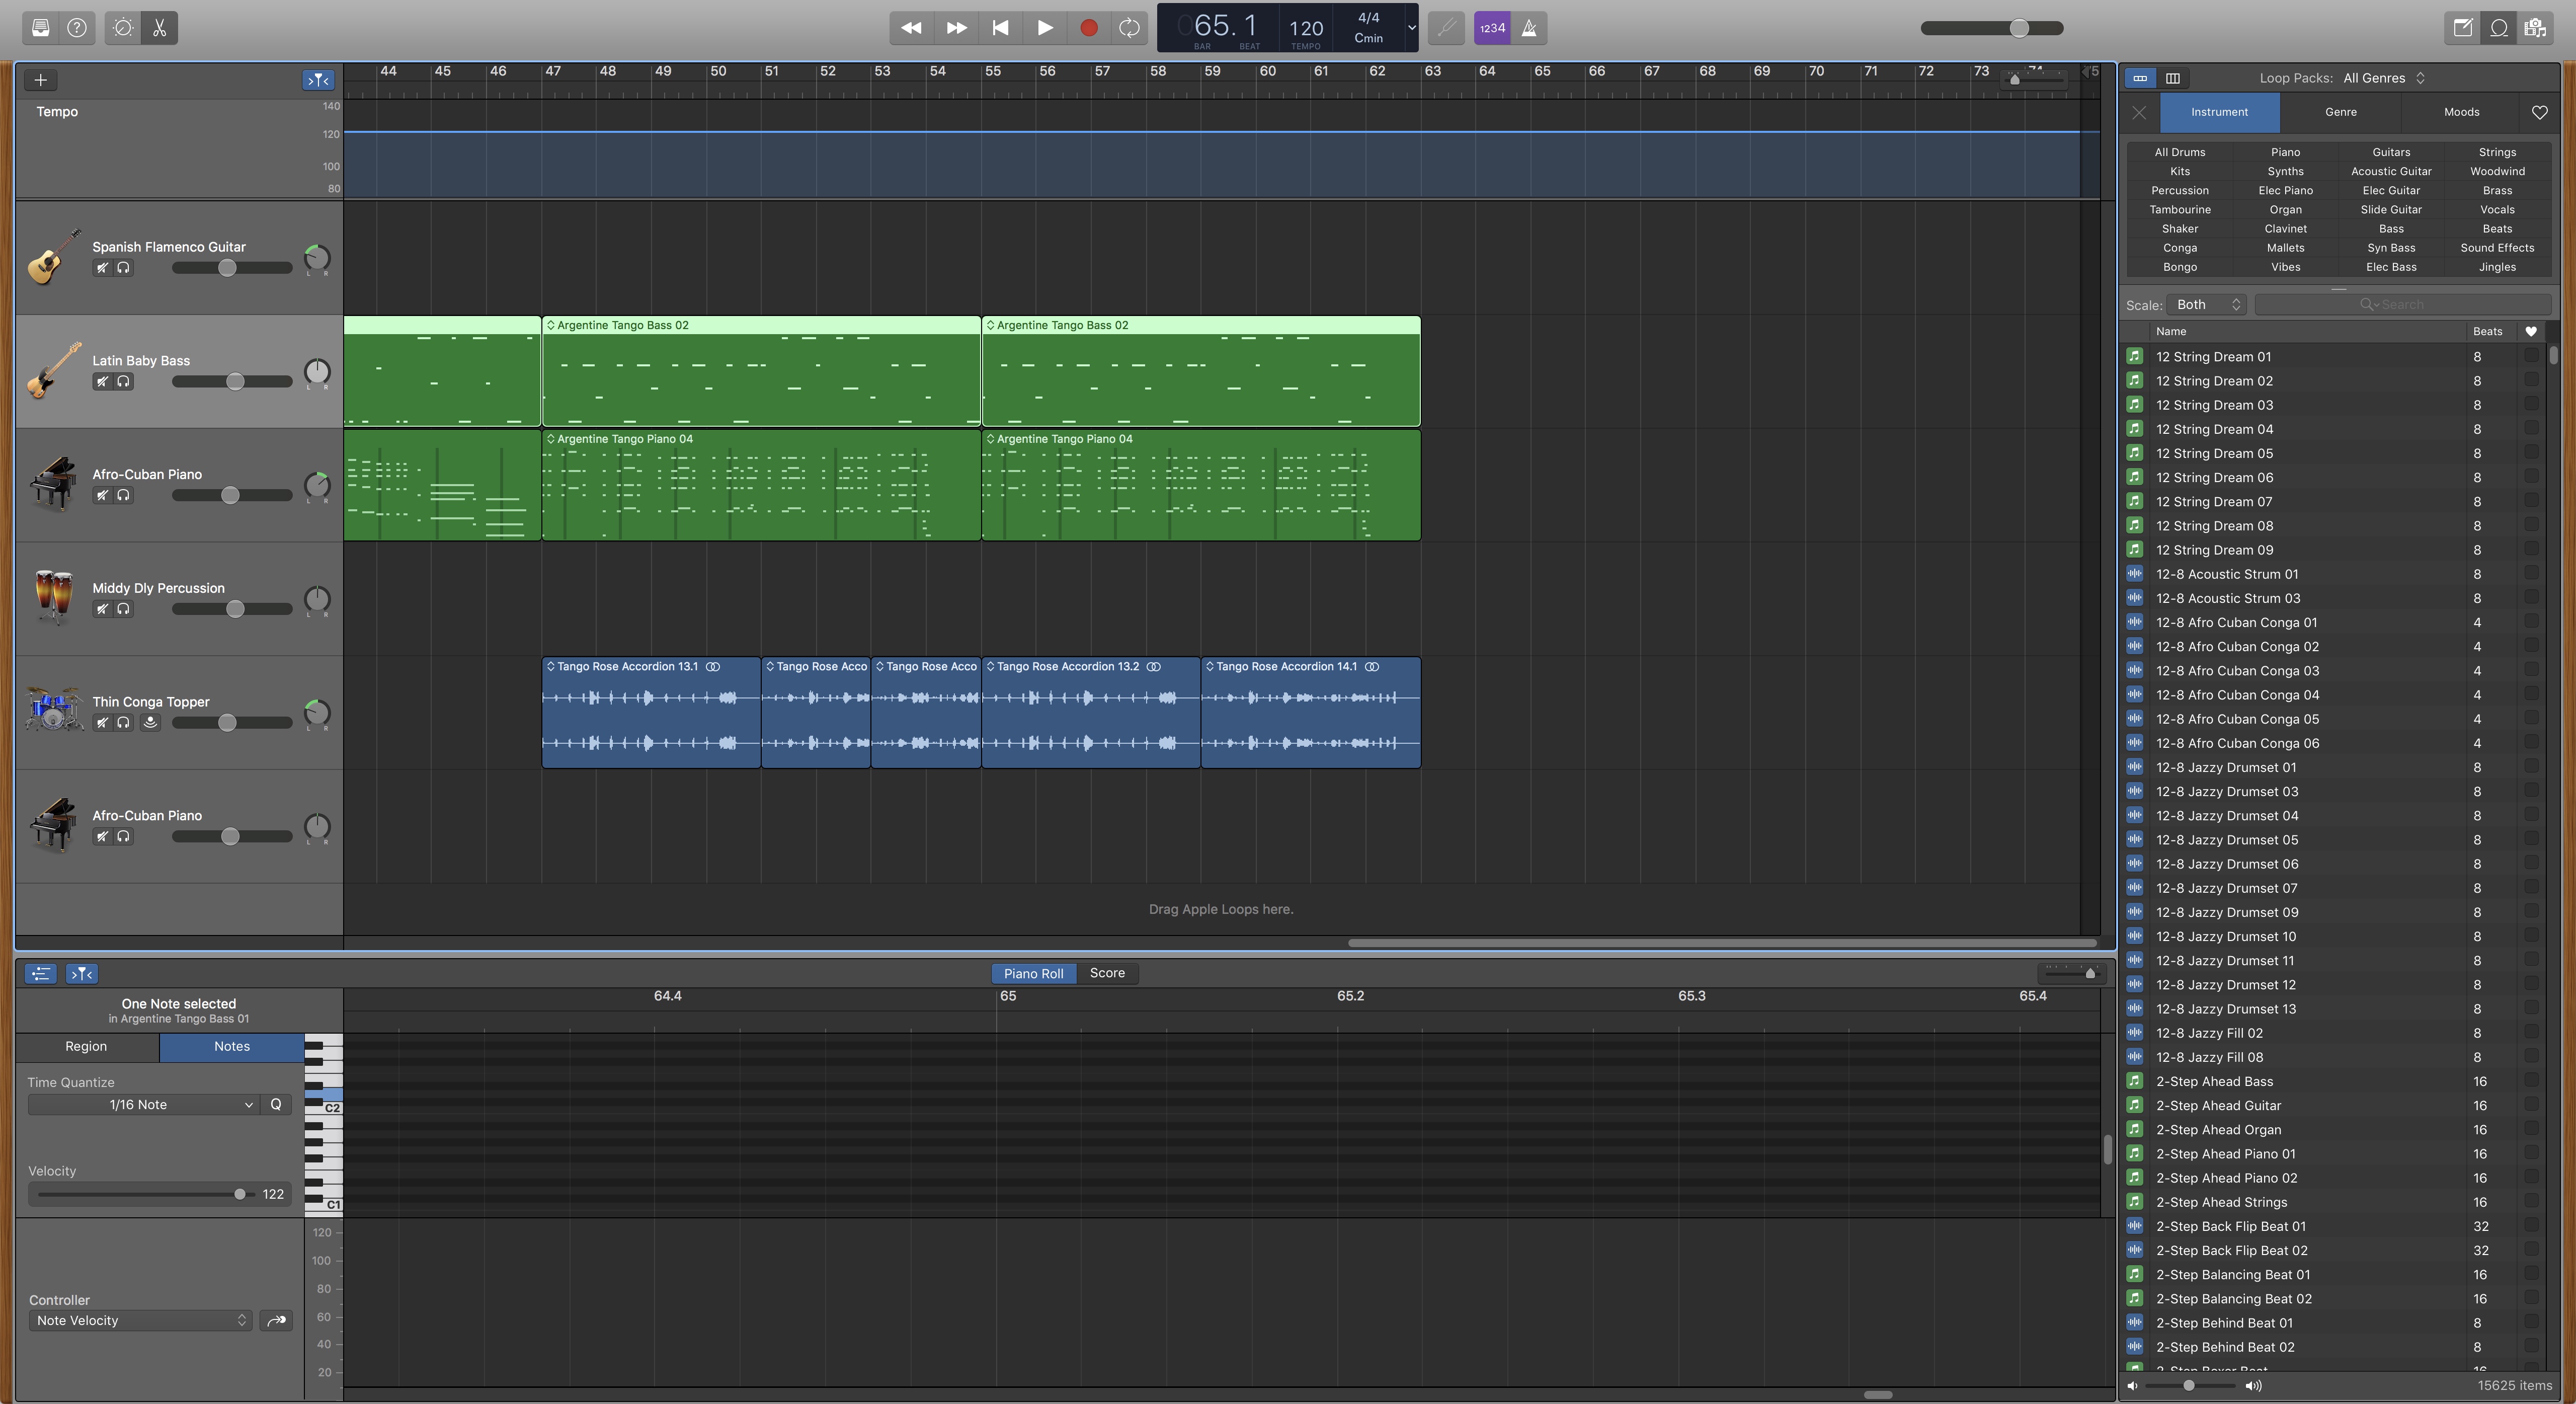 065.1
BAR BEAT
120
TEMPO
4/4
Cmin
1234
44 45 46 47 48 49 50 51 52 53 54 55 56 57 58 59 60 61 62 63 64 65 66 67 68 69 70 71 72 73 74
Tempo
140
120
100
80
Spanish Flamenco Guitar
L R
Latin Baby Bass
L R
Argentine Tango Bass 02
Argentine Tango Bass 02
Afro-Cuban Piano
L R
Argentine Tango Piano 04
Argentine Tango Piano 04
Middy Dly Percussion
L R
Thin Conga Topper
L R
Tango Rose Accordion 13.1
Tango Rose Acco
Tango Rose Acco
Tango Rose Accordion 13.2
Tango Rose Accordion 14.1
Afro-Cuban Piano
L R
Drag Apple Loops here.
Piano Roll Score
One Note selected
in Argentine Tango Bass 01
64.4 65 65.2 65.3 65.4
Region Notes
Time Quantize
1/16 Note Q
C2
Velocity
122
C1
Controller
Note Velocity
120
100
80
60
40
20
Loop Packs: All Genres
Instrument Genre Moods
All Drums Piano Guitars Strings
Kits Synths Acoustic Guitar Woodwind
Percussion Elec Piano Elec Guitar Brass
Tambourine Organ Slide Guitar Vocals
Shaker Clavinet Bass Beats
Conga Mallets Syn Bass Sound Effects
Bongo Vibes Elec Bass Jingles
Scale: Both Search
Name Beats
12 String Dream 01 8
12 String Dream 02 8
12 String Dream 03 8
12 String Dream 04 8
12 String Dream 05 8
12 String Dream 06 8
12 String Dream 07 8
12 String Dream 08 8
12 String Dream 09 8
12-8 Acoustic Strum 01 8
12-8 Acoustic Strum 03 8
12-8 Afro Cuban Conga 01 4
12-8 Afro Cuban Conga 02 4
12-8 Afro Cuban Conga 03 4
12-8 Afro Cuban Conga 04 4
12-8 Afro Cuban Conga 05 4
12-8 Afro Cuban Conga 06 4
12-8 Jazzy Drumset 01 8
12-8 Jazzy Drumset 03 8
12-8 Jazzy Drumset 04 8
12-8 Jazzy Drumset 05 8
12-8 Jazzy Drumset 06 8
12-8 Jazzy Drumset 07 8
12-8 Jazzy Drumset 09 8
12-8 Jazzy Drumset 10 8
12-8 Jazzy Drumset 11 8
12-8 Jazzy Drumset 12 8
12-8 Jazzy Drumset 13 8
12-8 Jazzy Fill 02 8
12-8 Jazzy Fill 08 8
2-Step Ahead Bass 16
2-Step Ahead Guitar 16
2-Step Ahead Organ 16
2-Step Ahead Piano 01 16
2-Step Ahead Piano 02 16
2-Step Ahead Strings 16
2-Step Back Flip Beat 01 32
2-Step Back Flip Beat 02 32
2-Step Balancing Beat 01 16
2-Step Balancing Beat 02 16
2-Step Behind Beat 01 8
2-Step Behind Beat 02 8
2-Step Boxer Beat 16
15625 items